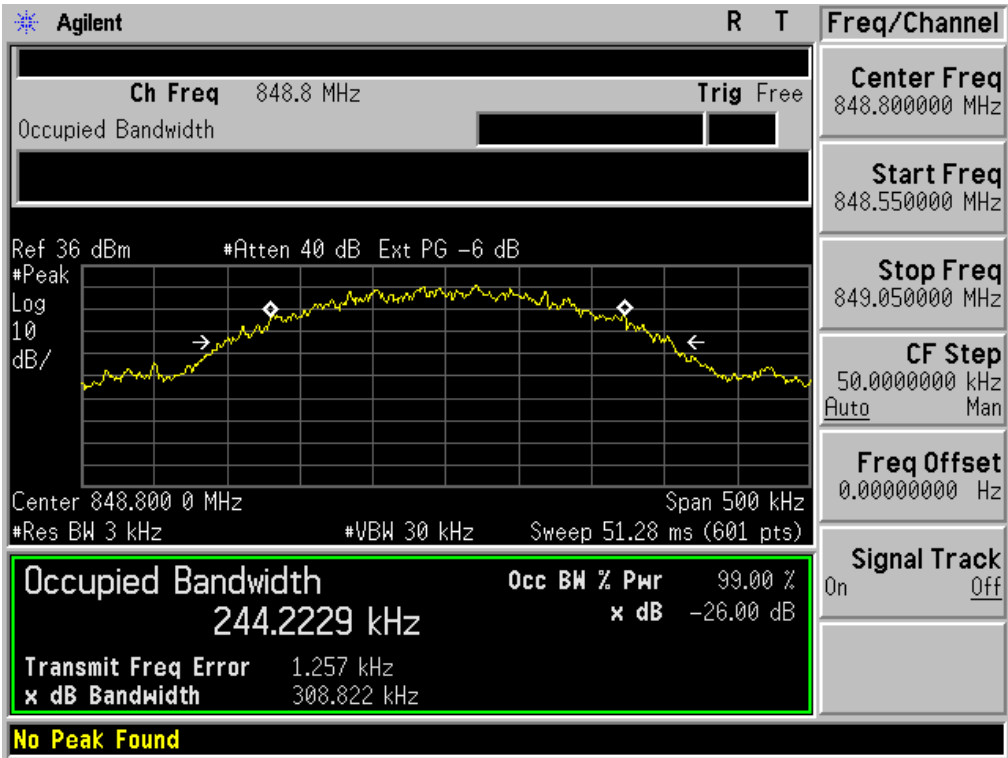 Agilent R T
Ch Freq 848.8 MHz Trig Free
Occupied Bandwidth
Ref 36 dBm #Atten 40 dB Ext PG -6 dB
#Peak
Log
10
dB/
Center 848.800 0 MHz Span 500 kHz
#Res BW 3 kHz #VBW 30 kHz Sweep 51.28 ms (601 pts)
Occupied Bandwidth
244.2229 kHz
Occ BW % Pwr 99.00 %
x dB -26.00 dB
Transmit Freq Error 1.257 kHz
x dB Bandwidth 308.822 kHz
No Peak Found
Freq/Channel
Center Freq
848.800000 MHz
Start Freq
848.550000 MHz
Stop Freq
849.050000 MHz
CF Step
50.0000000 kHz
Auto Man
Freq Offset
0.00000000 Hz
Signal Track
On Off